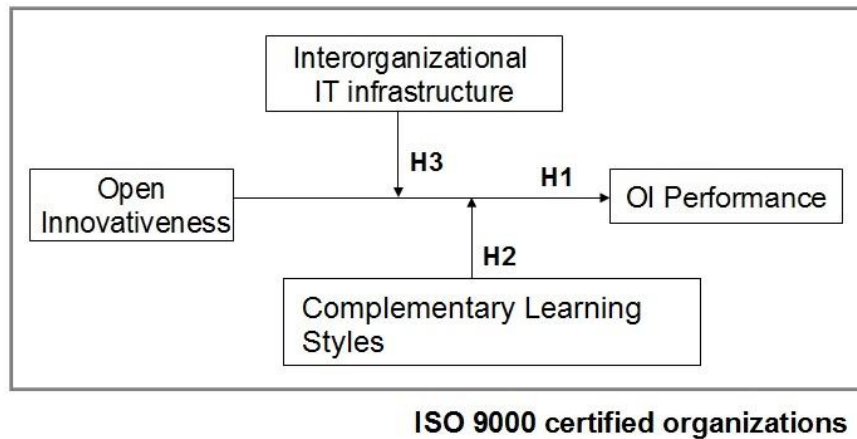 Interorganizational
IT infrastructure
H3
H1
Open
Innovativeness
OI Performance
H2
Complementary Learning
Styles
ISO 9000 certified organizations